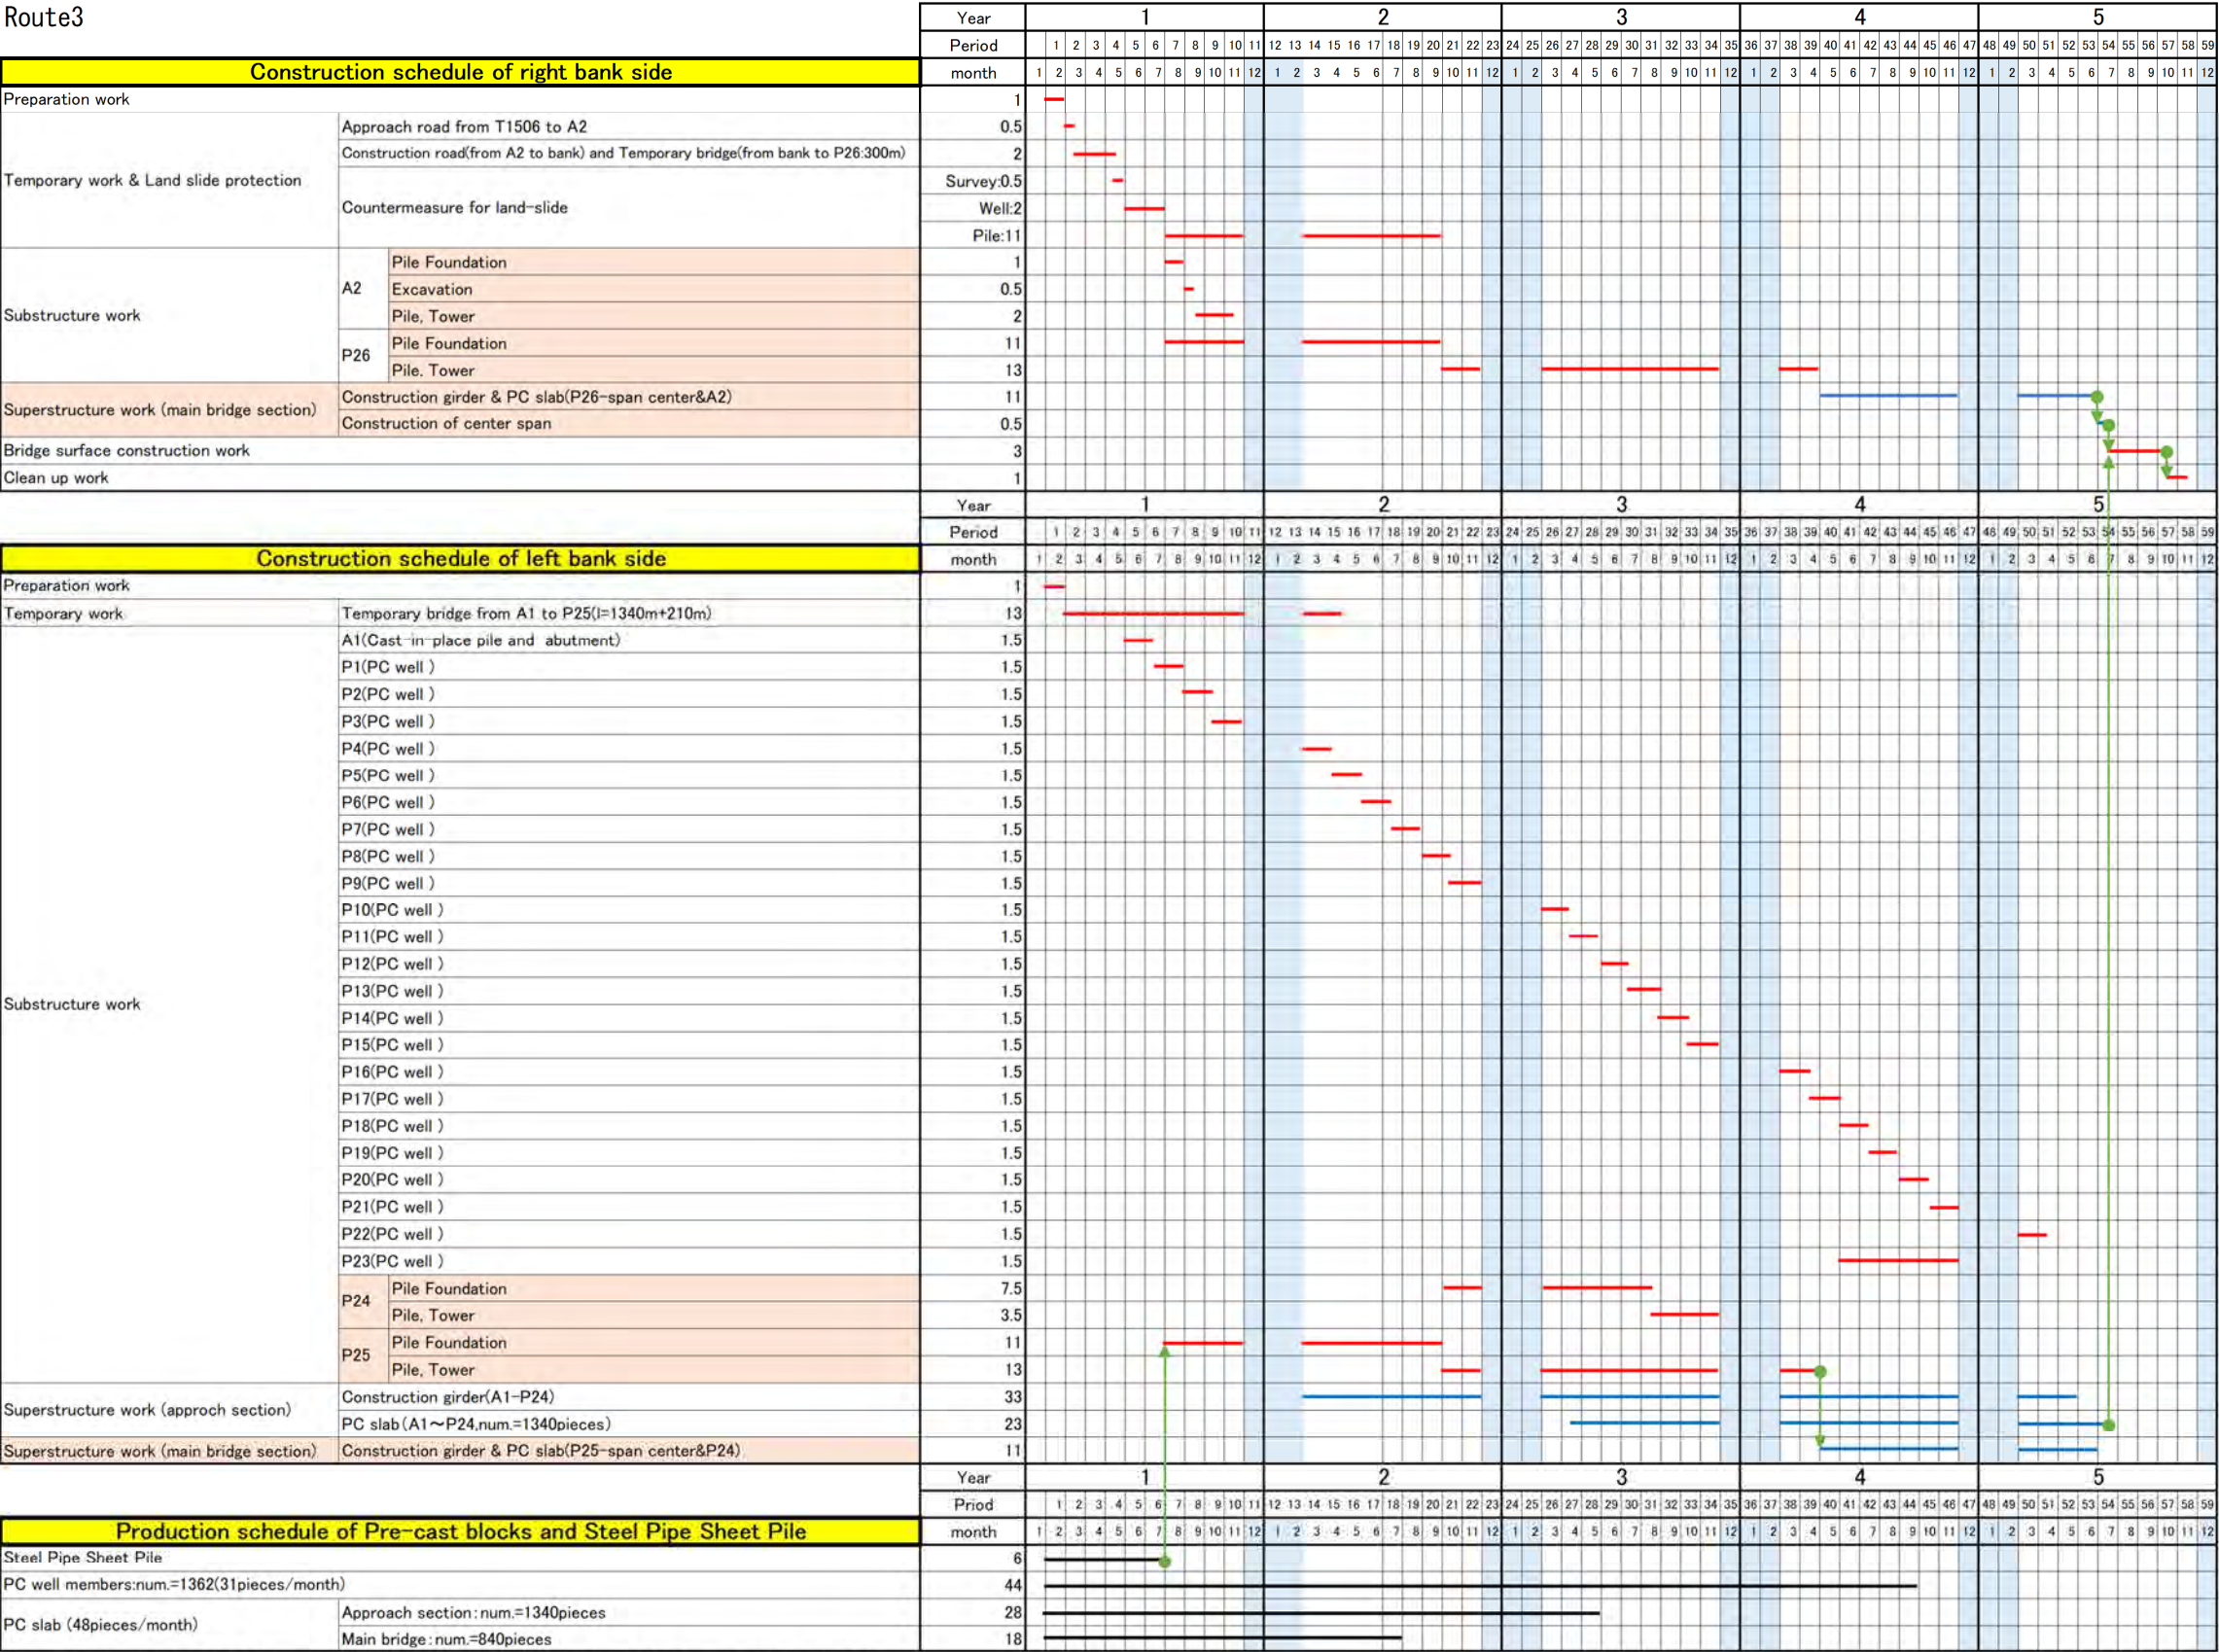 Route3
Year 1 2 3 4 5
Period 1 2 3 4 5 6 7 8 9 10 11 12 13 14 15 16 17 18 19 20 21 22 23 24 25 26 27 28 29 30 31 32 33 34 35 36 37 38 39 40 41 42 43 44 45 46 47 48 49 50 51 52 53 54 55 56 57 58 59
Construction schedule of right bank side month 1 2 3 4 5 6 7 8 9 10 11 12 1 2 3 4 5 6 7 8 9 10 11 12 1 2 3 4 5 6 7 8 9 10 11 12 1 2 3 4 5 6 7 8 9 10 11 12 1 2 3 4 5 6 7 8 9 10 11 12
Preparation work 1
Approach road from T1506 to A2 0.5
Construction road(from A2 to bank) and Temporary bridge(from bank to P26:300m) 2
Temporary work & Land slide protection Survey:0.5
Countermeasure for land-slide Well:2
Pile:11
Pile Foundation 1
A2 Excavation 0.5
Substructure work Pile, Tower 2
Pile Foundation 11
P26
Pile. Tower 13
Construction girder & PC slab(P26-span center&A2) 11
Superstructure work (main bridge section)
Construction of center span 0.5
Bridge surface construction work 3
Clean up work 1
Year 1 2 3 4 5
Period 1 2 3 4 5 6 7 8 9 10 11 12 13 14 15 16 17 18 19 20 21 22 23 24 25 26 27 28 29 30 31 32 33 34 35 36 37 38 39 40 41 42 43 44 45 46 47 48 49 50 51 52 53 54 55 56 57 58 59
Construction schedule of left bank side month 1 2 3 4 5 6 7 8 9 10 11 12 1 2 3 4 5 6 7 8 9 10 11 12 1 2 3 4 5 6 7 8 9 10 11 12 1 2 3 4 5 6 7 8 9 10 11 12 1 2 3 4 5 6 7 8 9 10 11 12
Preparation work 1
Temporary work Temporary bridge from A1 to P25(l=1340m+210m) 13
A1(Cast-in-place pile and abutment) 1.5
P1(PC well ) 1.5
P2(PC well ) 1.5
P3(PC well ) 1.5
P4(PC well ) 1.5
P5(PC well ) 1.5
P6(PC well ) 1.5
P7(PC well ) 1.5
P8(PC well ) 1.5
P9(PC well ) 1.5
P10(PC well ) 1.5
P11(PC well ) 1.5
P12(PC well ) 1.5
P13(PC well ) 1.5
Substructure work
P14(PC well ) 1.5
P15(PC well ) 1.5
P16(PC well ) 1.5
P17(PC well ) 1.5
P18(PC well ) 1.5
P19(PC well ) 1.5
P20(PC well ) 1.5
P21(PC well ) 1.5
P22(PC well ) 1.5
P23(PC well ) 1.5
Pile Foundation 7.5
P24
Pile, Tower 3.5
Pile Foundation 11
P25
Pile, Tower 13
Construction girder(A1-P24) 33
Superstructure work (approch section)
PC slab(A1～P24,num.=1340pieces) 23
Superstructure work (main bridge section) Construction girder & PC slab(P25-span center&P24) 11
Year 1 2 3 4 5
Priod 1 2 3 4 5 6 7 8 9 10 11 12 13 14 15 16 17 18 19 20 21 22 23 24 25 26 27 28 29 30 31 32 33 34 35 36 37 38 39 40 41 42 43 44 45 46 47 48 49 50 51 52 53 54 55 56 57 58 59
Production schedule of Pre-cast blocks and Steel Pipe Sheet Pile month 1 2 3 4 5 6 7 8 9 10 11 12 1 2 3 4 5 6 7 8 9 10 11 12 1 2 3 4 5 6 7 8 9 10 11 12 1 2 3 4 5 6 7 8 9 10 11 12 1 2 3 4 5 6 7 8 9 10 11 12
Steel Pipe Sheet Pile 6
PC well members:num.=1362(31pieces/month) 44
Approach section:num.=1340pieces 28
PC slab (48pieces/month)
Main bridge:num.=840pieces 18